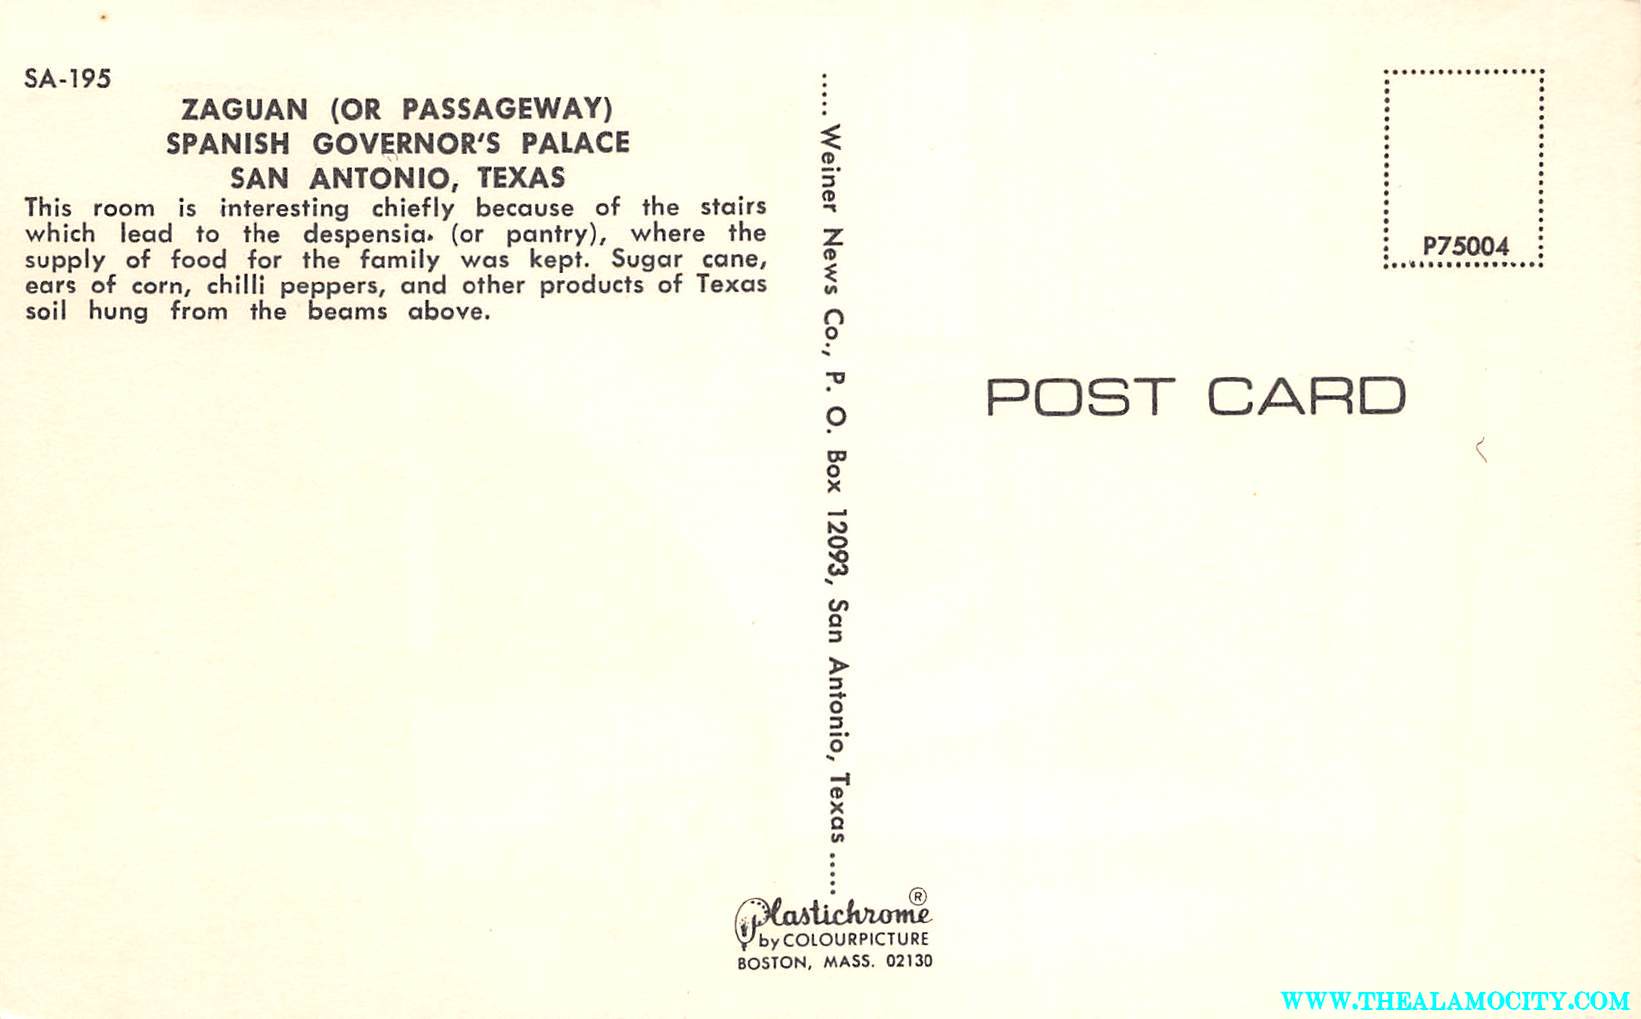 SA-195
ZAGUAN (OR PASSAGEWAY)
SPANISH GOVERNOR'S PALACE
SAN ANTONIO, TEXAS
This room is interesting chiefly because of the stairs
which lead to the despensia. (or pantry), where the
supply of food for the family was kept. Sugar cane,
ears of corn, chilli peppers, and other products of Texas
soil hung from the beams above.
..... Weiner News Co., P. O. Box 12093, San Antonio, Texas .....
Plastichrome ®
by COLOURPICTURE
BOSTON, MASS. 02130
P75004
POST CARD
WWW.THEALAMOCITY.COM